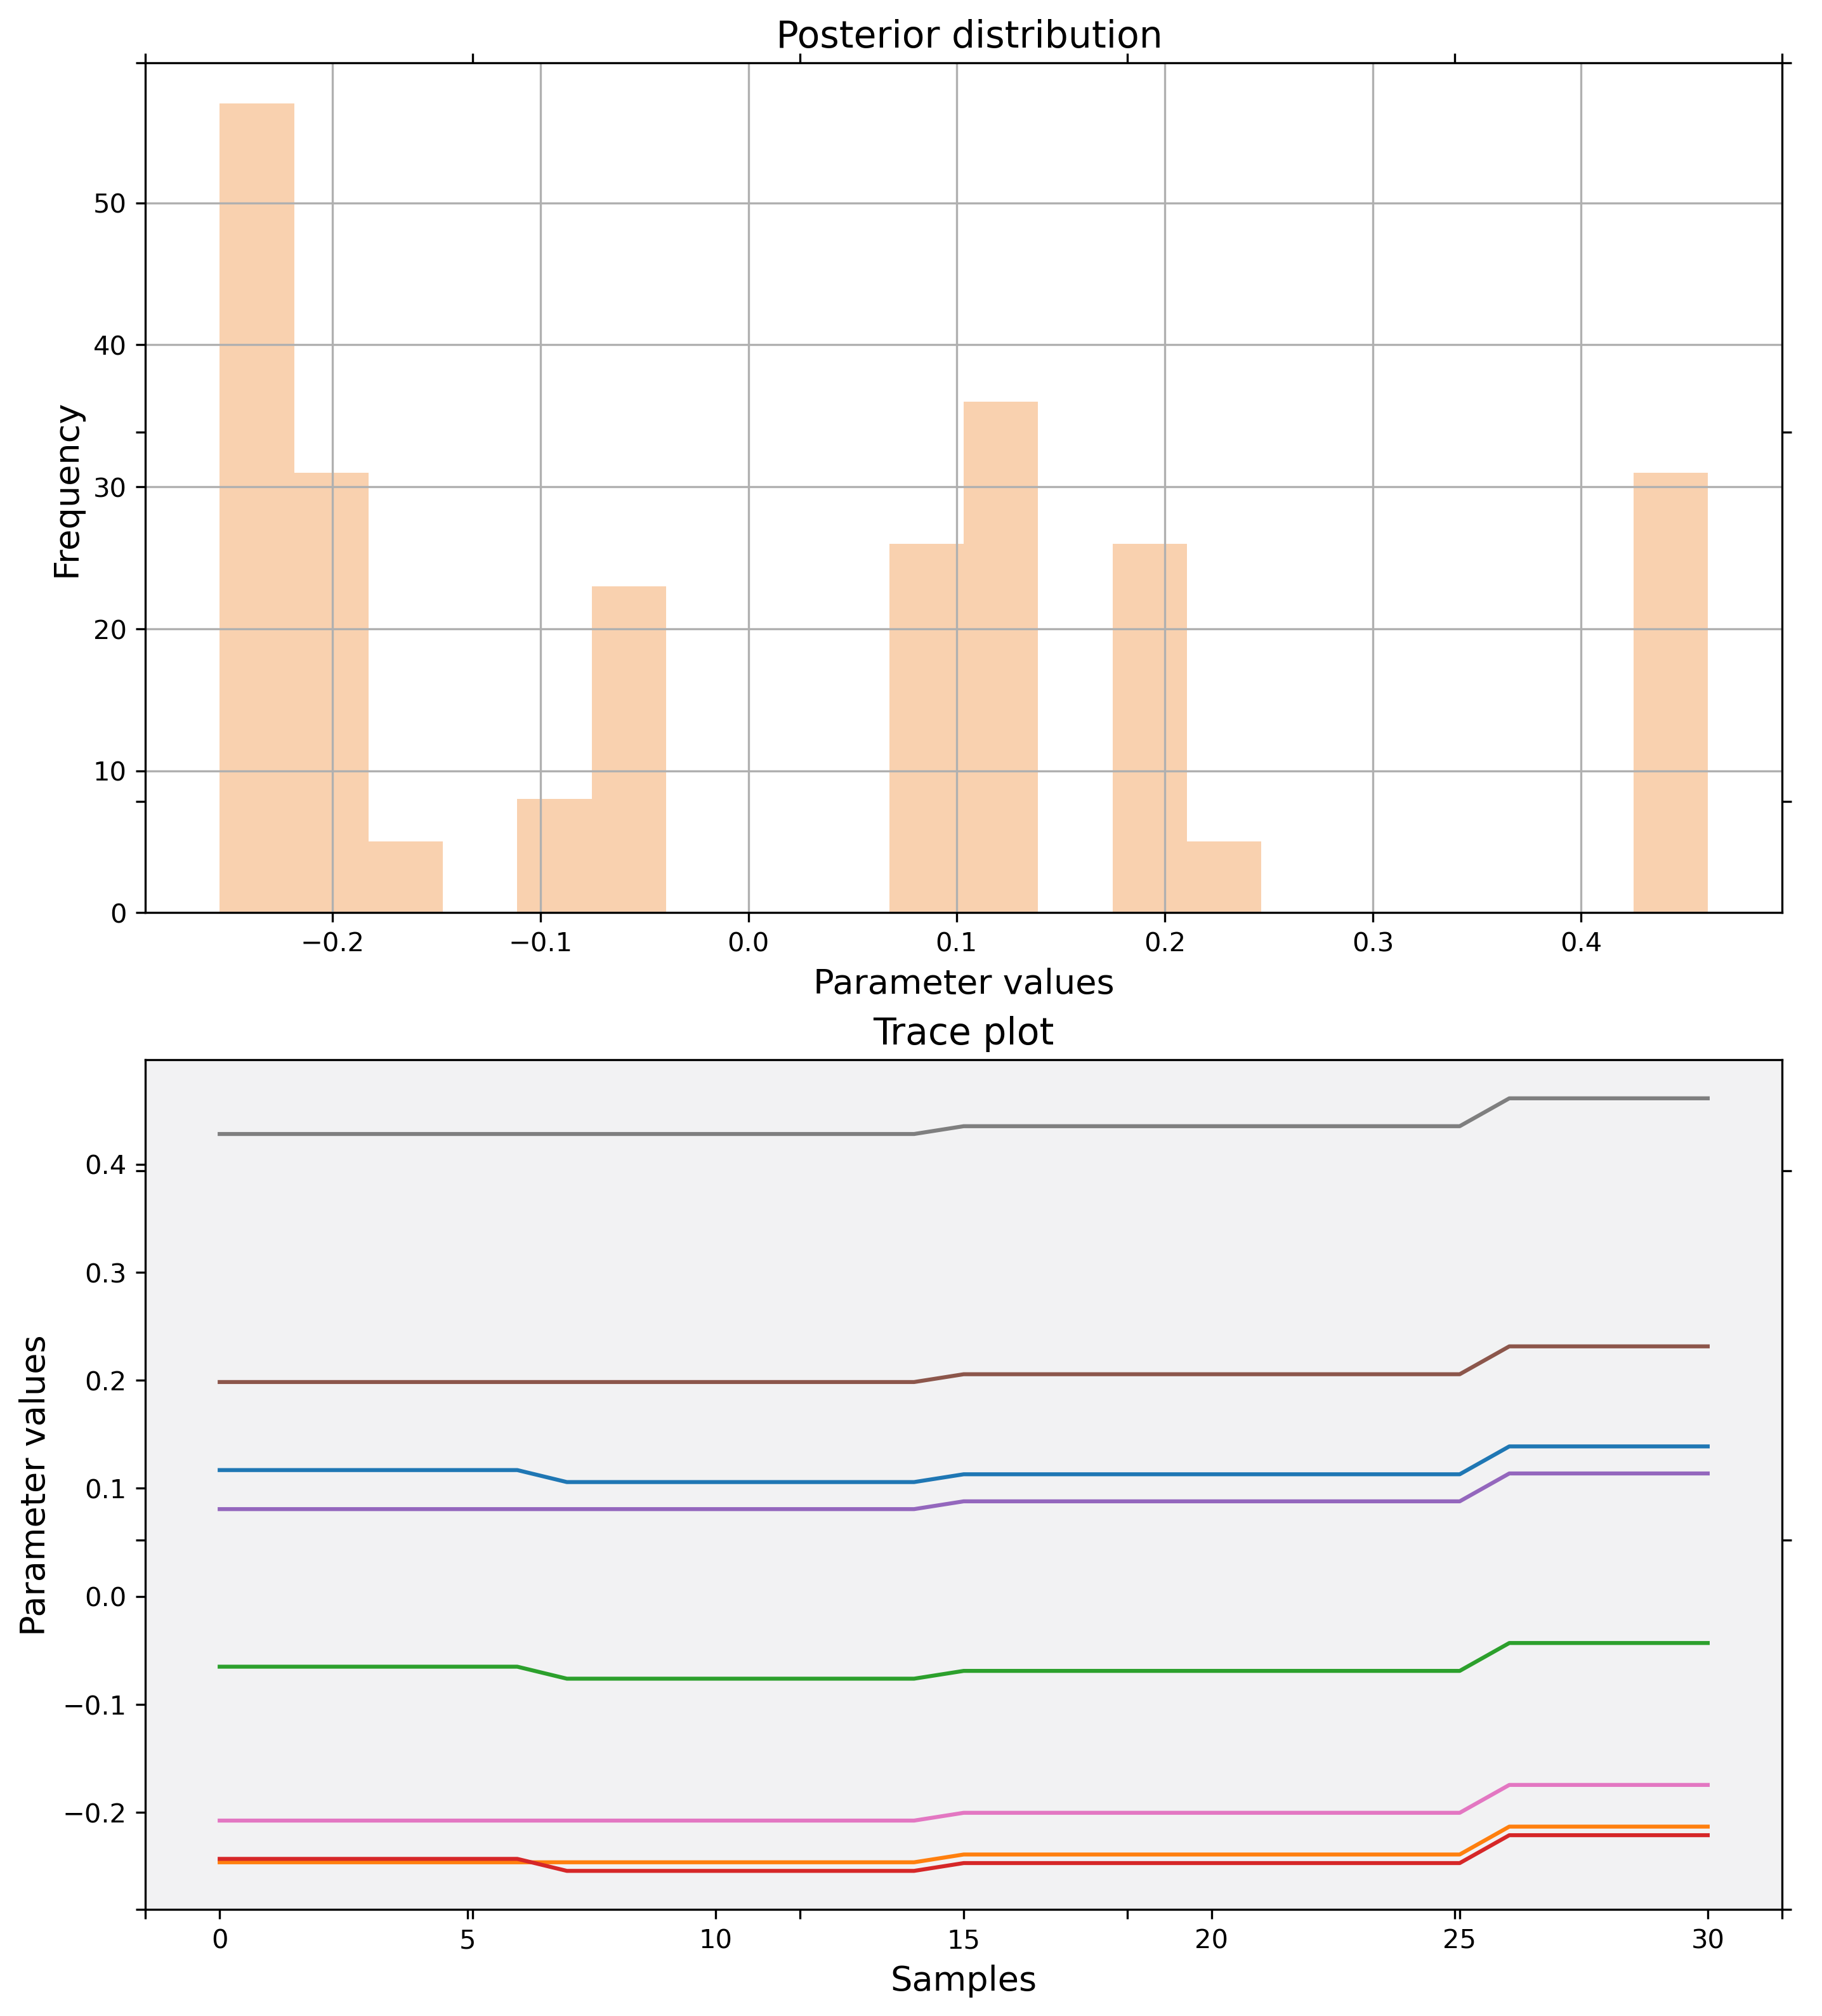 Posterior distribution
50
40
30
20
10
0
Frequency
−0.2 −0.1 0.0 0.1 0.2 0.3 0.4
Parameter values
Trace plot
0.4
0.3
0.2
0.1
0.0
−0.1
−0.2
Parameter values
0 5 10 15 20 25 30
Samples